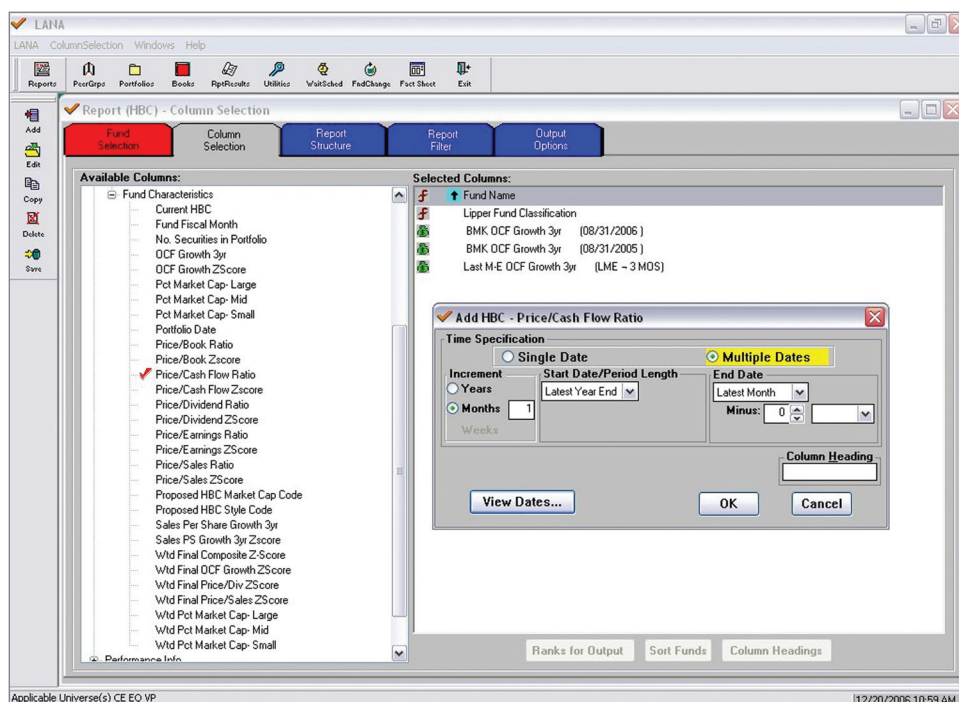 LANA
LANA ColumnSelection Windows Help
Reports PeerGrps Portfolios Books RptResults Utilities WaitSched FndChange Fact Sheet Exit
Add
Edit
Copy
Delete
Save
Report (HBC) - Column Selection
Fund Selection
Column Selection
Report Structure
Report Filter
Output Options
Available Columns:
Fund Characteristics
Current HBC
Fund Fiscal Month
No. Securities in Portfolio
OCF Growth 3yr
OCF Growth ZScore
Pct Market Cap- Large
Pct Market Cap- Mid
Pct Market Cap- Small
Portfolio Date
Price/Book Ratio
Price/Book Zscore
Price/Cash Flow Ratio
Price/Cash Flow Zscore
Price/Dividend Ratio
Price/Dividend ZScore
Price/Earnings Ratio
Price/Earnings ZScore
Price/Sales Ratio
Price/Sales ZScore
Proposed HBC Market Cap Code
Proposed HBC Style Code
Sales Per Share Growth 3yr
Sales PS Growth 3yr Zscore
Wtd Final Composite Z-Score
Wtd Final OCF Growth ZScore
Wtd Final Price/Div ZScore
Wtd Final Price/Sales ZScore
Wtd Pct Market Cap- Large
Wtd Pct Market Cap- Mid
Wtd Pct Market Cap- Small
Performance Info
Selected Columns:
Fund Name
Lipper Fund Classification
BMK OCF Growth 3yr (08/31/2006 )
BMK OCF Growth 3yr (08/31/2005 )
Last M-E OCF Growth 3yr (LME - 3 MOS)
Add HBC - Price/Cash Flow Ratio
Time Specification
Single Date Multiple Dates
Increment
Years
Months 1
Weeks
Start Date/Period Length
Latest Year End
End Date
Latest Month
Minus: 0
Column Heading
View Dates... OK Cancel
Ranks for Output Sort Funds Column Headings
Applicable Universe(s) CE EQ VP
12/20/2006 10:59 AM